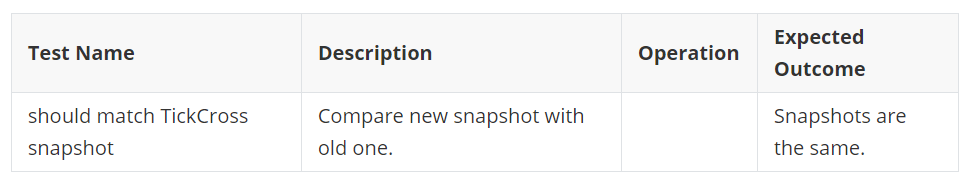 Test Name
Description
Operation
Expected
Outcome
should match TickCross
snapshot
Compare new snapshot with
old one.
Snapshots are
the same.